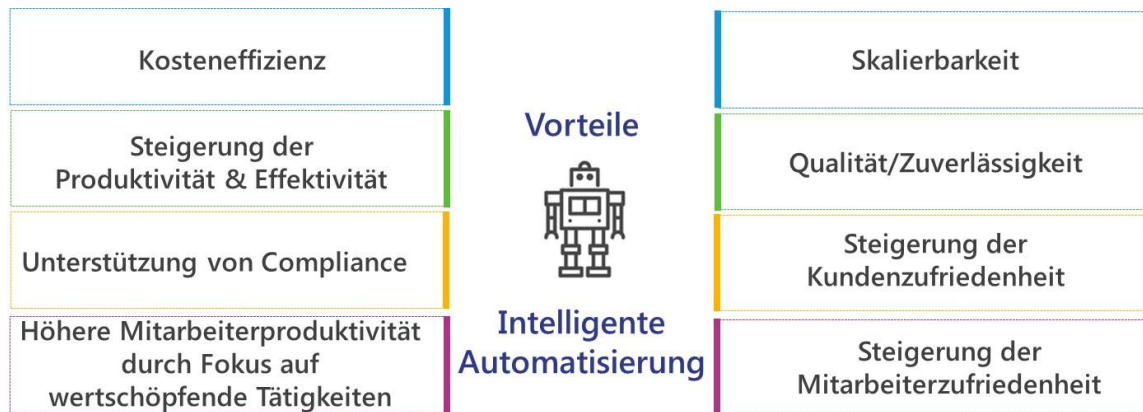 Kosteneffizienz
Steigerung der
Produktivität & Effektivität
Unterstützung von Compliance
Höhere Mitarbeiterproduktivität
durch Fokus auf
wertschöpfende Tätigkeiten
Vorteile
Intelligente
Automatisierung
Skalierbarkeit
Qualität/Zuverlässigkeit
Steigerung der
Kundenzufriedenheit
Steigerung der
Mitarbeiterzufriedenheit